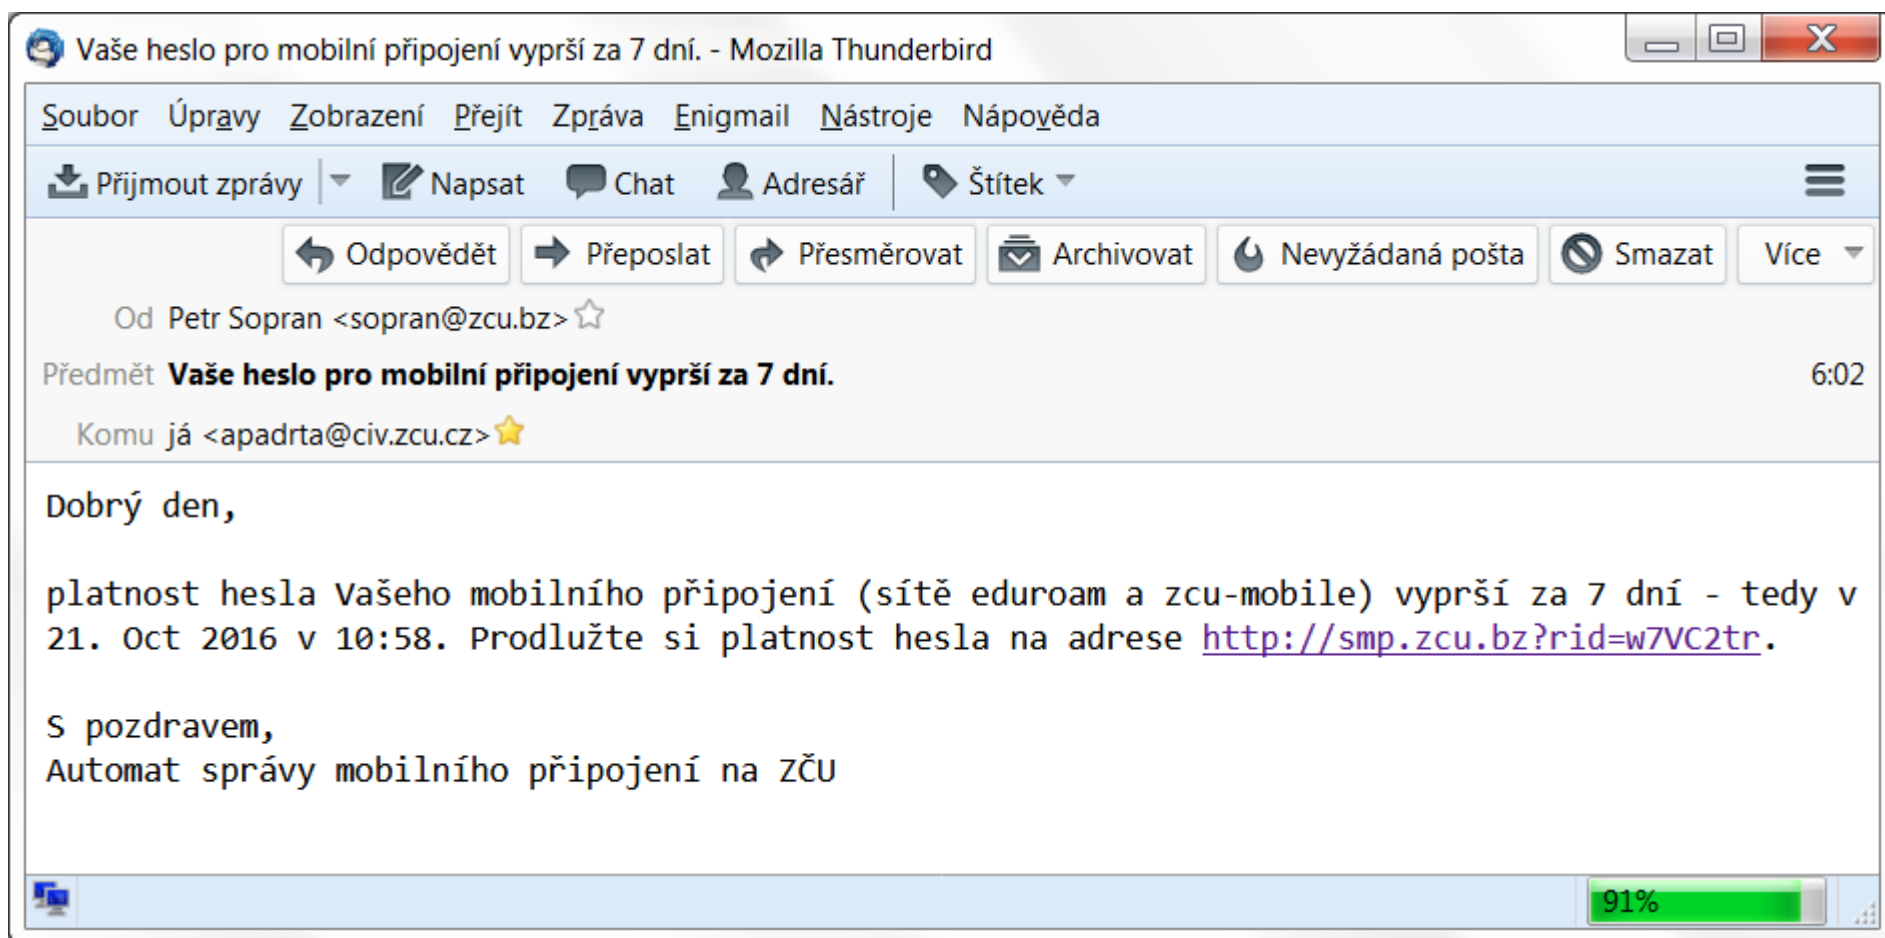 Vaše heslo pro mobilní připojení vyprší za 7 dní. - Mozilla Thunderbird
Soubor Úpravy Zobrazení Přejít Zpráva Enigmail Nástroje Nápověda
Přijmout zprávy Napsat Chat Adresář Štítek
Odpovědět Přeposlat Přesměrovat Archivovat Nevyžádaná pošta Smazat Více
Od Petr Sopran <sopran@zcu.bz>
Předmět Vaše heslo pro mobilní připojení vyprší za 7 dní. 6:02
Komu já <apadrta@civ.zcu.cz>
Dobrý den,
platnost hesla Vašeho mobilního připojení (sítě eduroam a zcu-mobile) vyprší za 7 dní - tedy v
21. Oct 2016 v 10:58. Prodlužte si platnost hesla na adrese http://smp.zcu.bz?rid=w7VC2tr.
S pozdravem,
Automat správy mobilního připojení na ZČU
91%